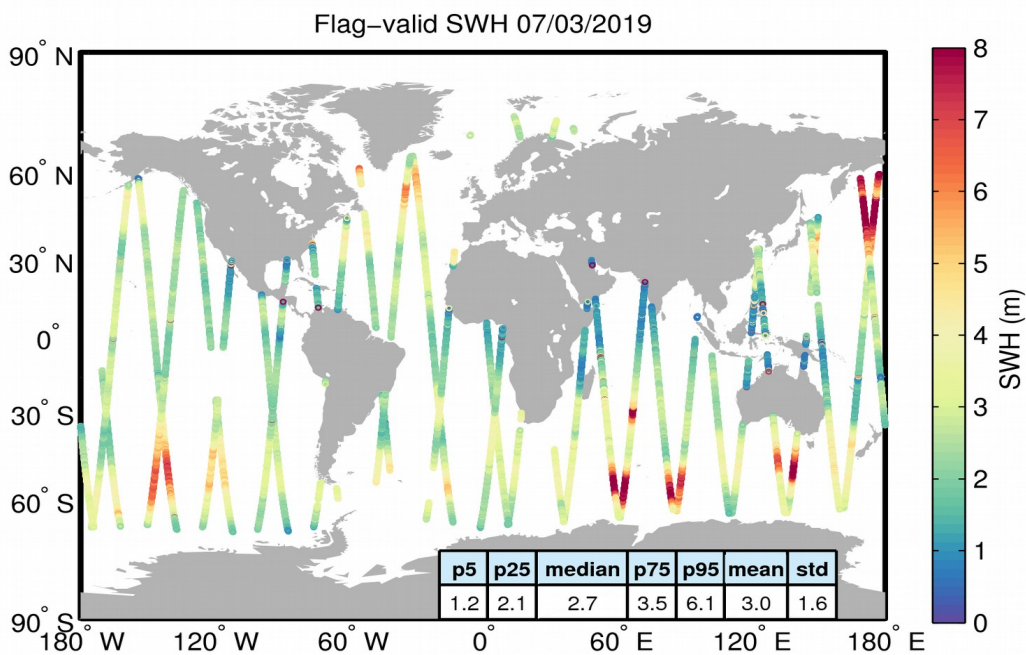 Flag−valid SWH 07/03/2019
90° N
60° N
30° N
0°
30° S
60° S
90° S
180° W
120° W
60° W
0°
60° E
120° E
180° E
p5 p25 median p75 p95 mean std
1.2 2.1 2.7 3.5 6.1 3.0 1.6
8
7
6
5
4
3
2
1
0
SWH (m)